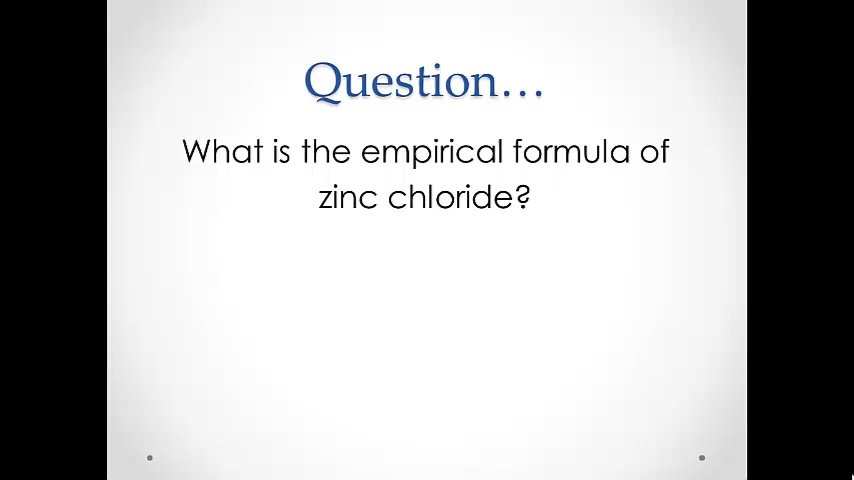 Question…
What is the empirical formula of
zinc chloride?